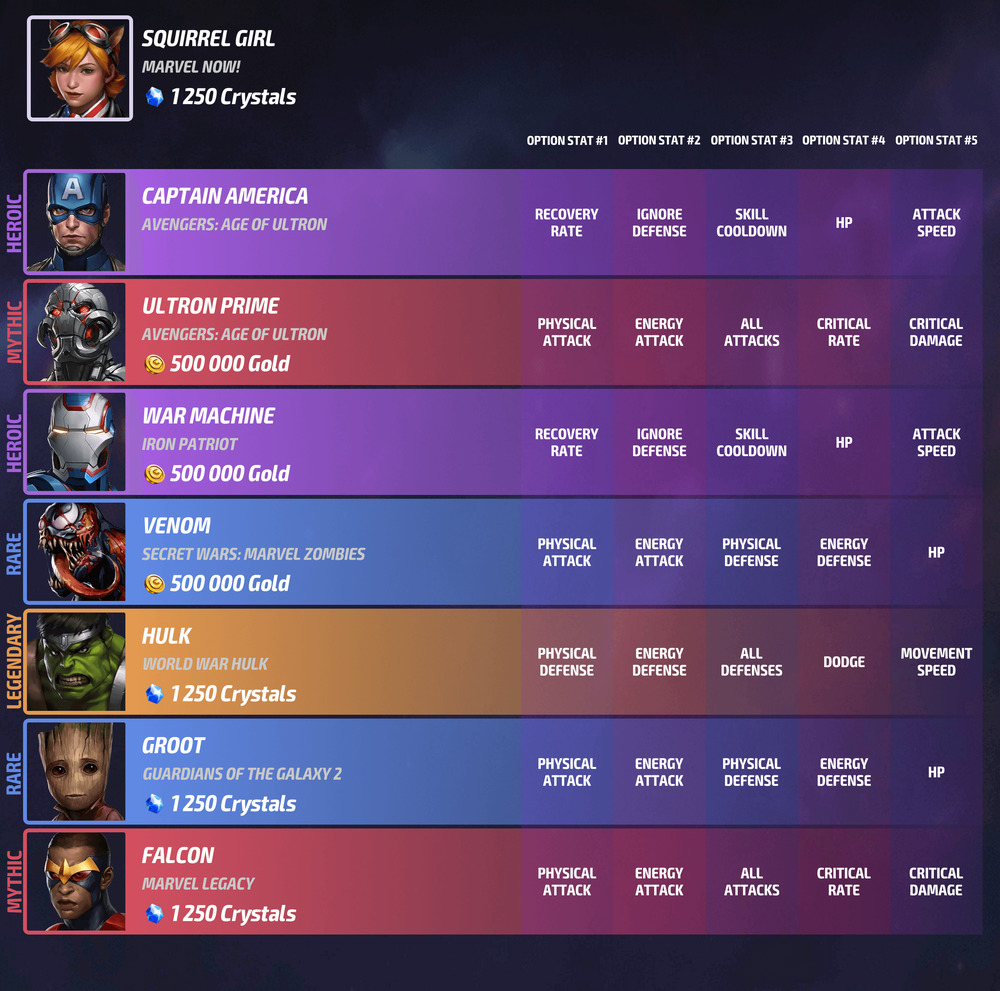 SQUIRREL GIRL
MARVEL NOW!
1 250 Crystals
OPTION STAT #1 OPTION STAT #2 OPTION STAT #3 OPTION STAT #4 OPTION STAT #5
HEROIC
CAPTAIN AMERICA
AVENGERS: AGE OF ULTRON
RECOVERY
RATE
IGNORE
DEFENSE
SKILL
COOLDOWN
HP
ATTACK
SPEED
MYTHIC
ULTRON PRIME
AVENGERS: AGE OF ULTRON
500 000 Gold
PHYSICAL
ATTACK
ENERGY
ATTACK
ALL
ATTACKS
CRITICAL
RATE
CRITICAL
DAMAGE
HEROIC
WAR MACHINE
IRON PATRIOT
500 000 Gold
RECOVERY
RATE
IGNORE
DEFENSE
SKILL
COOLDOWN
HP
ATTACK
SPEED
RARE
VENOM
SECRET WARS: MARVEL ZOMBIES
500 000 Gold
PHYSICAL
ATTACK
ENERGY
ATTACK
PHYSICAL
DEFENSE
ENERGY
DEFENSE
HP
LEGENDARY
HULK
WORLD WAR HULK
1 250 Crystals
PHYSICAL
DEFENSE
ENERGY
DEFENSE
ALL
DEFENSES
DODGE
MOVEMENT
SPEED
RARE
GROOT
GUARDIANS OF THE GALAXY 2
1 250 Crystals
PHYSICAL
ATTACK
ENERGY
ATTACK
PHYSICAL
DEFENSE
ENERGY
DEFENSE
HP
MYTHIC
FALCON
MARVEL LEGACY
1 250 Crystals
PHYSICAL
ATTACK
ENERGY
ATTACK
ALL
ATTACKS
CRITICAL
RATE
CRITICAL
DAMAGE